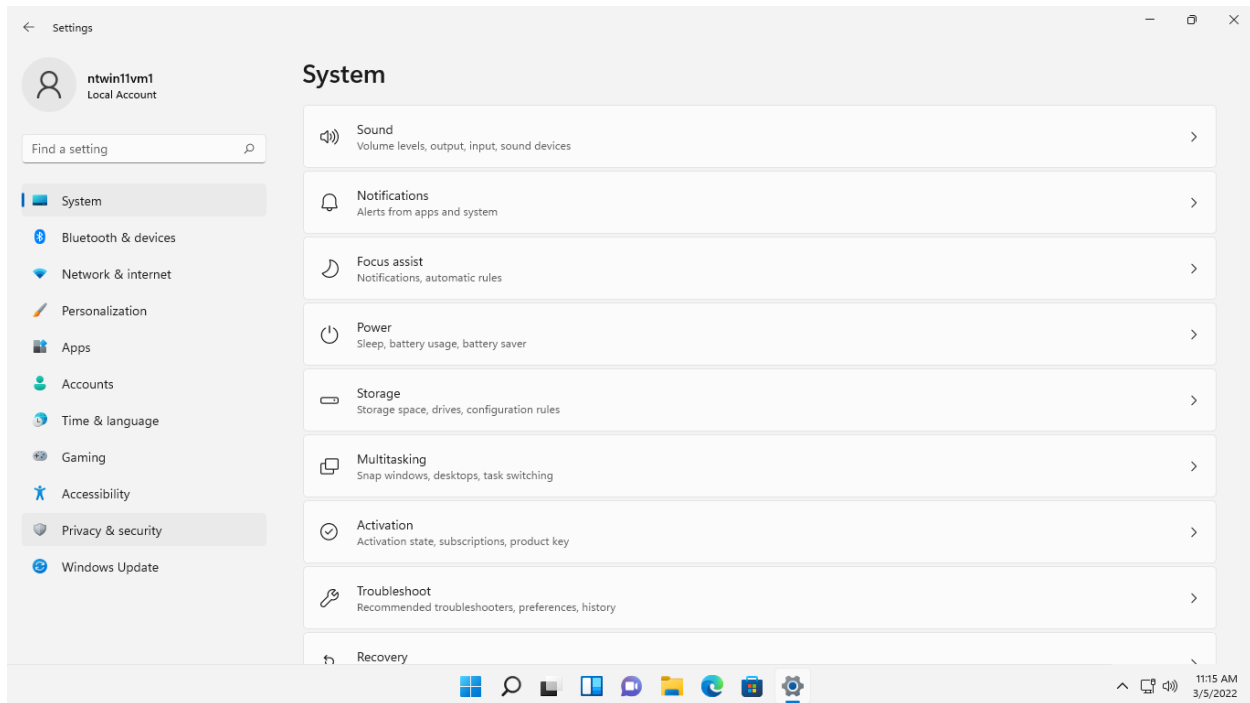 Settings
ntwin11vm1
Local Account
Find a setting
System
Bluetooth & devices
Network & internet
Personalization
Apps
Accounts
Time & language
Gaming
Accessibility
Privacy & security
Windows Update
System
Sound
Volume levels, output, input, sound devices
Notifications
Alerts from apps and system
Focus assist
Notifications, automatic rules
Power
Sleep, battery usage, battery saver
Storage
Storage space, drives, configuration rules
Multitasking
Snap windows, desktops, task switching
Activation
Activation state, subscriptions, product key
Troubleshoot
Recommended troubleshooters, preferences, history
Recovery
11:15 AM
3/5/2022